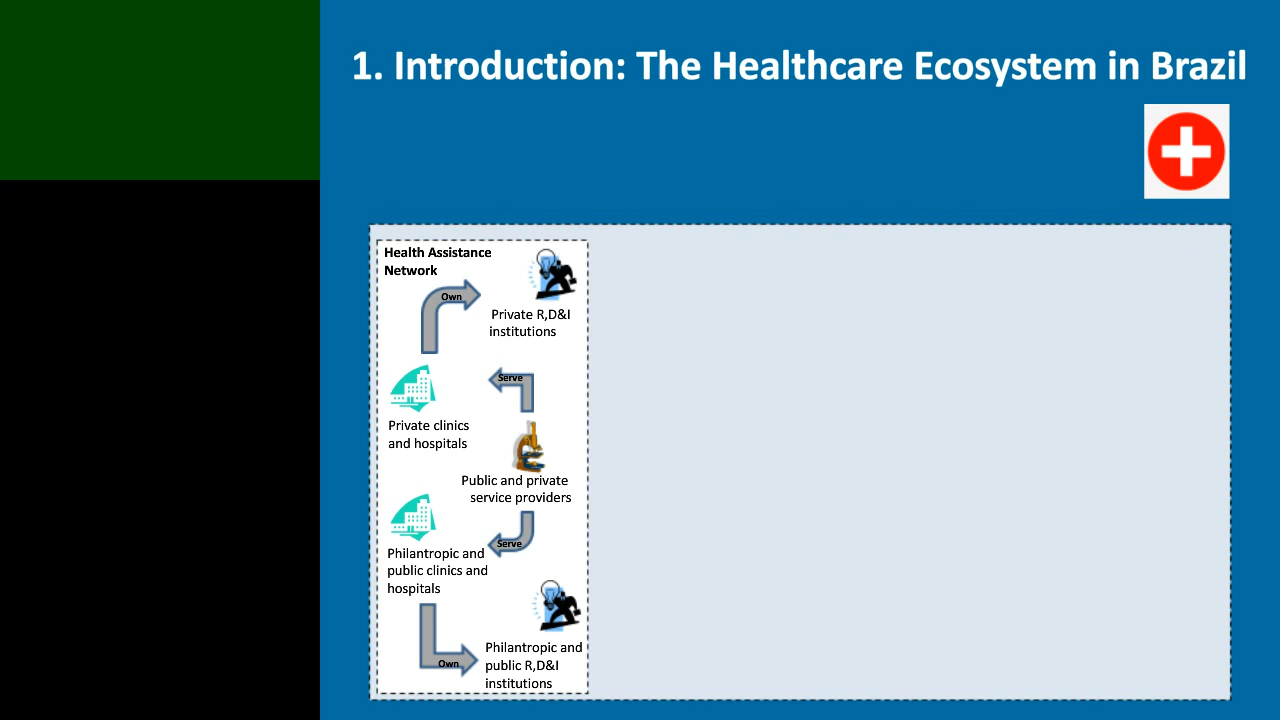 1. Introduction: The Healthcare Ecosystem in Brazil
Health Assistance
Network
Own
Private R,D&I
institutions
Serve
Private clinics
and hospitals
Public and private
service providers
Serve
Philantropic and
public clinics and
hospitals
Own
Philantropic and
public R,D&I
institutions